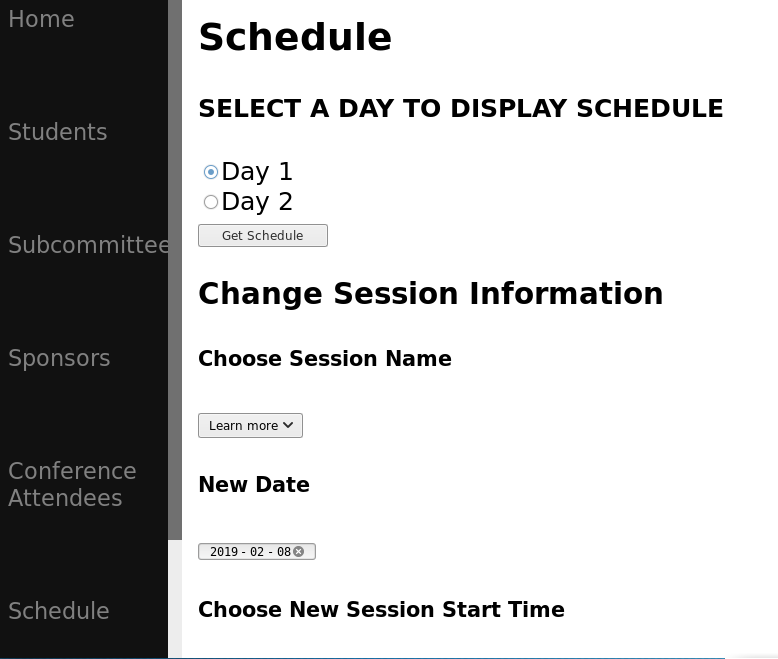 Home
Students
Subcommittee
Sponsors
Conference
Attendees
Schedule
Schedule
SELECT A DAY TO DISPLAY SCHEDULE
Day 1
Day 2
Get Schedule
Change Session Information
Choose Session Name
Learn more
New Date
2019 - 02 - 08
Choose New Session Start Time